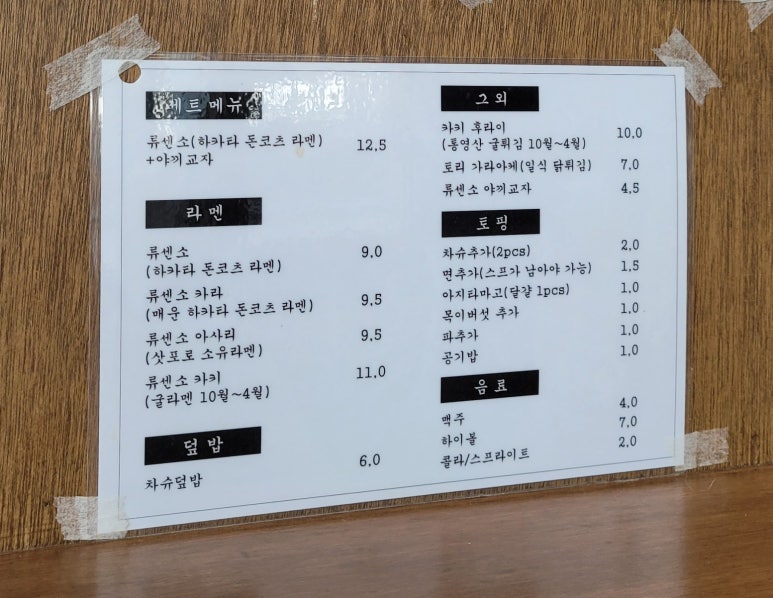 세트메뉴
류센소(하카타 돈코츠 라멘) 12.5
+야끼교자
라멘
류센소 9.0
(하카타 돈코츠 라멘)
류센소 카라 9.5
(매운 하카타 돈코츠 라멘)
류센소 아사리 9.5
(삿포로 소유라멘)
류센소 카키 11.0
(굴라멘 10월~4월)
덮밥
차슈덮밥 6.0
그외
카키 후라이 10.0
(통영산 굴튀김 10월~4월)
토리 가라아케(일식 닭튀김) 7.0
류센소 야끼교자 4.5
토핑
차슈추가(2pcs) 2.0
면추가(스프가 남아야 가능) 1.5
아지타마고(달걀 1pcs) 1.0
목이버섯 추가 1.0
파추가 1.0
공기밥 1.0
음료
맥주 4.0
하이볼 7.0
콜라/스프라이트 2.0